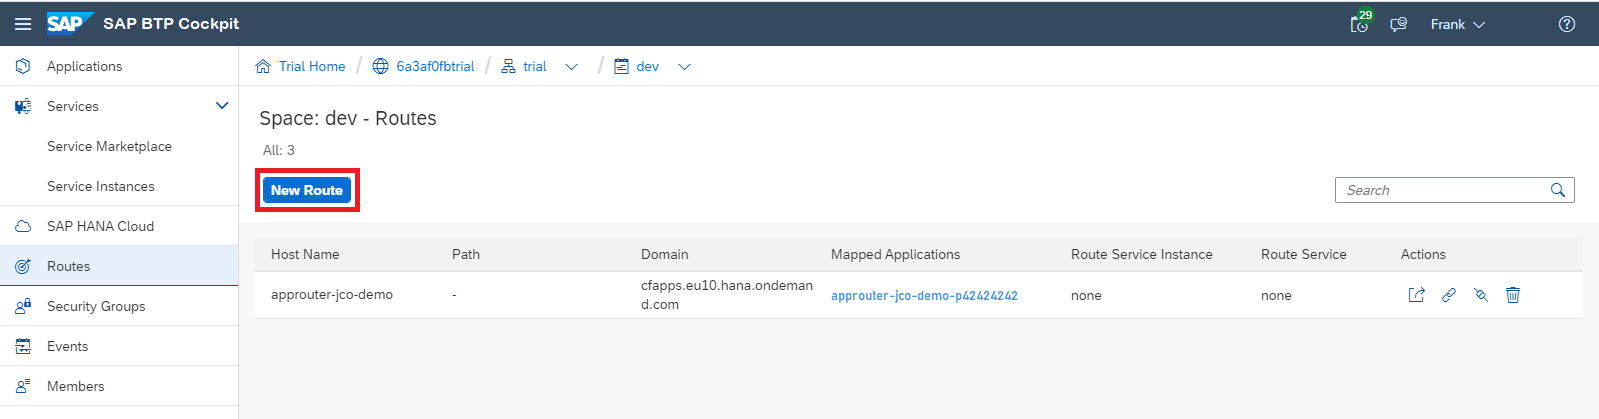 SAP SAP BTP Cockpit 29 Frank
Applications
Trial Home / 6a3af0fbtrial / trial / dev
Services
Service Marketplace
Service Instances
SAP HANA Cloud
Routes
Security Groups
Events
Members
Space: dev - Routes
All: 3
New Route
Search
Host Name Path Domain Mapped Applications Route Service Instance Route Service Actions
approuter-jco-demo - cfapps.eu10.hana.ondeman
d.com approuter-jco-demo-p42424242 none none